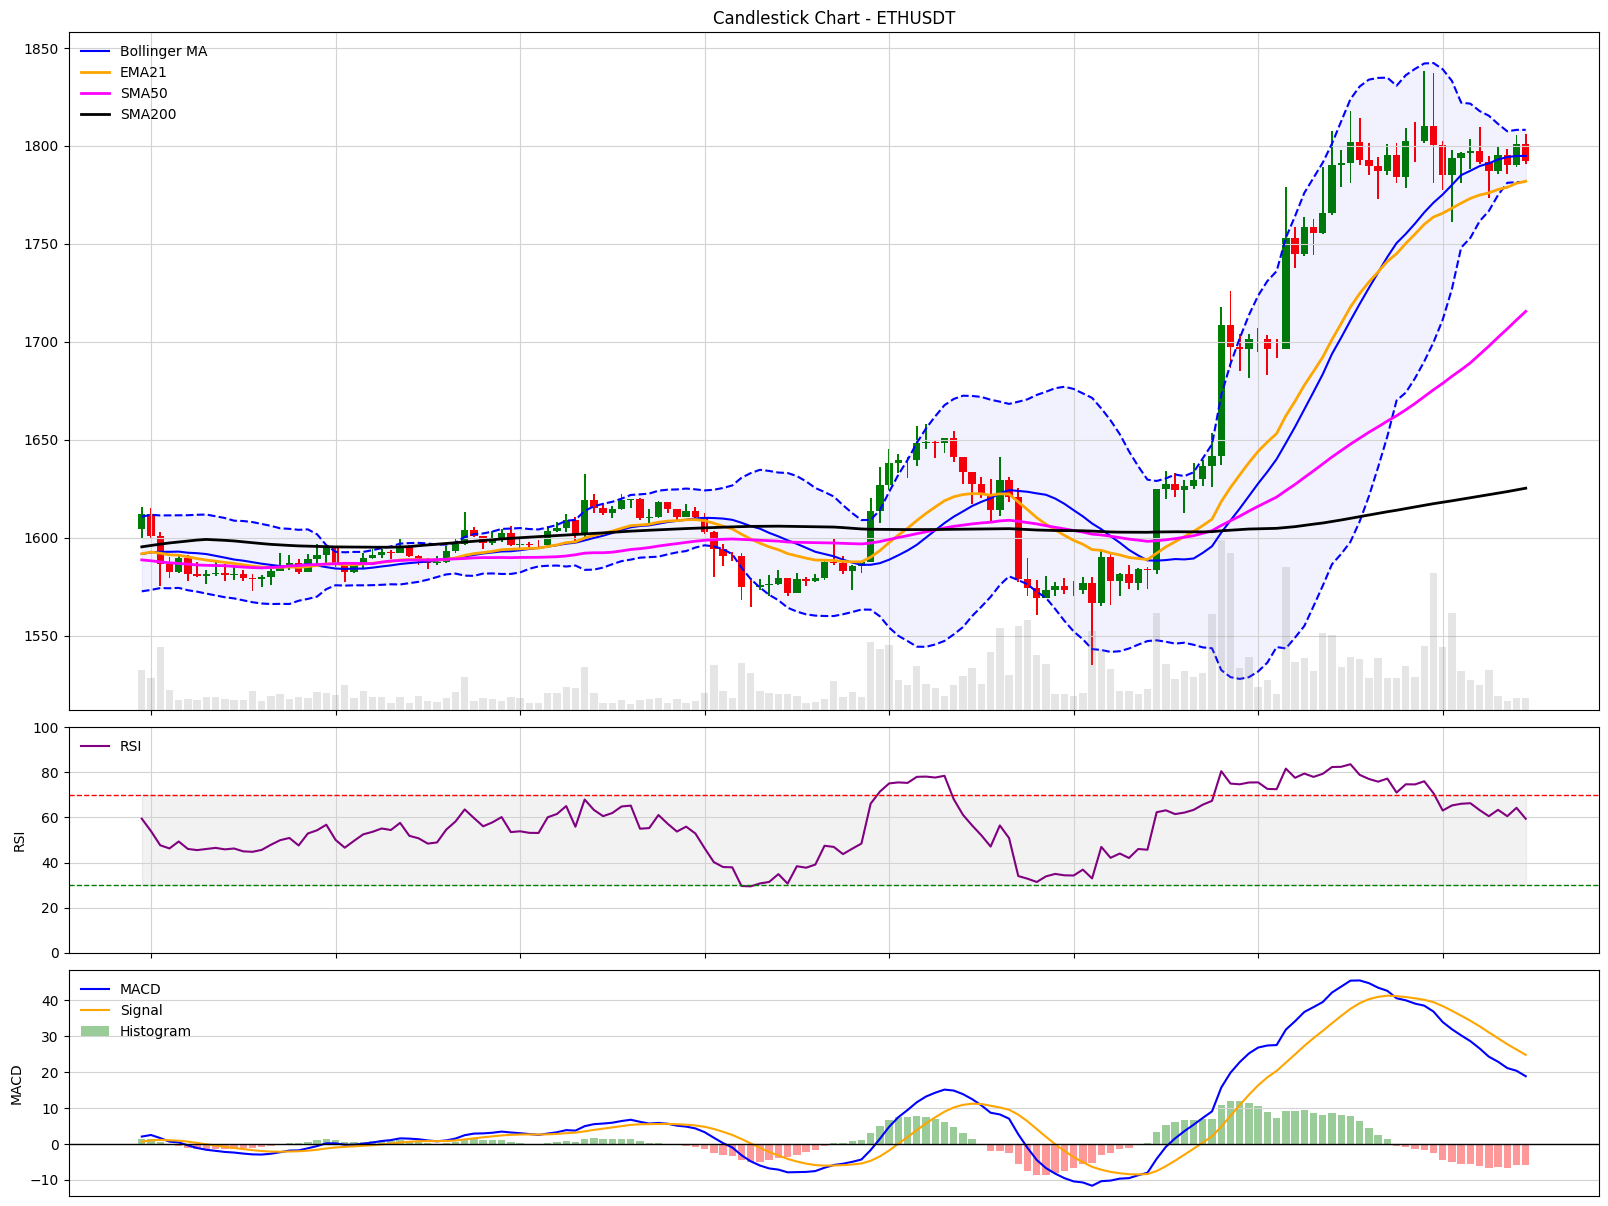 Candlestick Chart - ETHUSDT
Bollinger MA
EMA21
SMA50
SMA200
1850
1800
1750
1700
1650
1600
1550
RSI
RSI
100
80
60
40
20
0
MACD
Signal
Histogram
MACD
40
30
20
10
0
−10